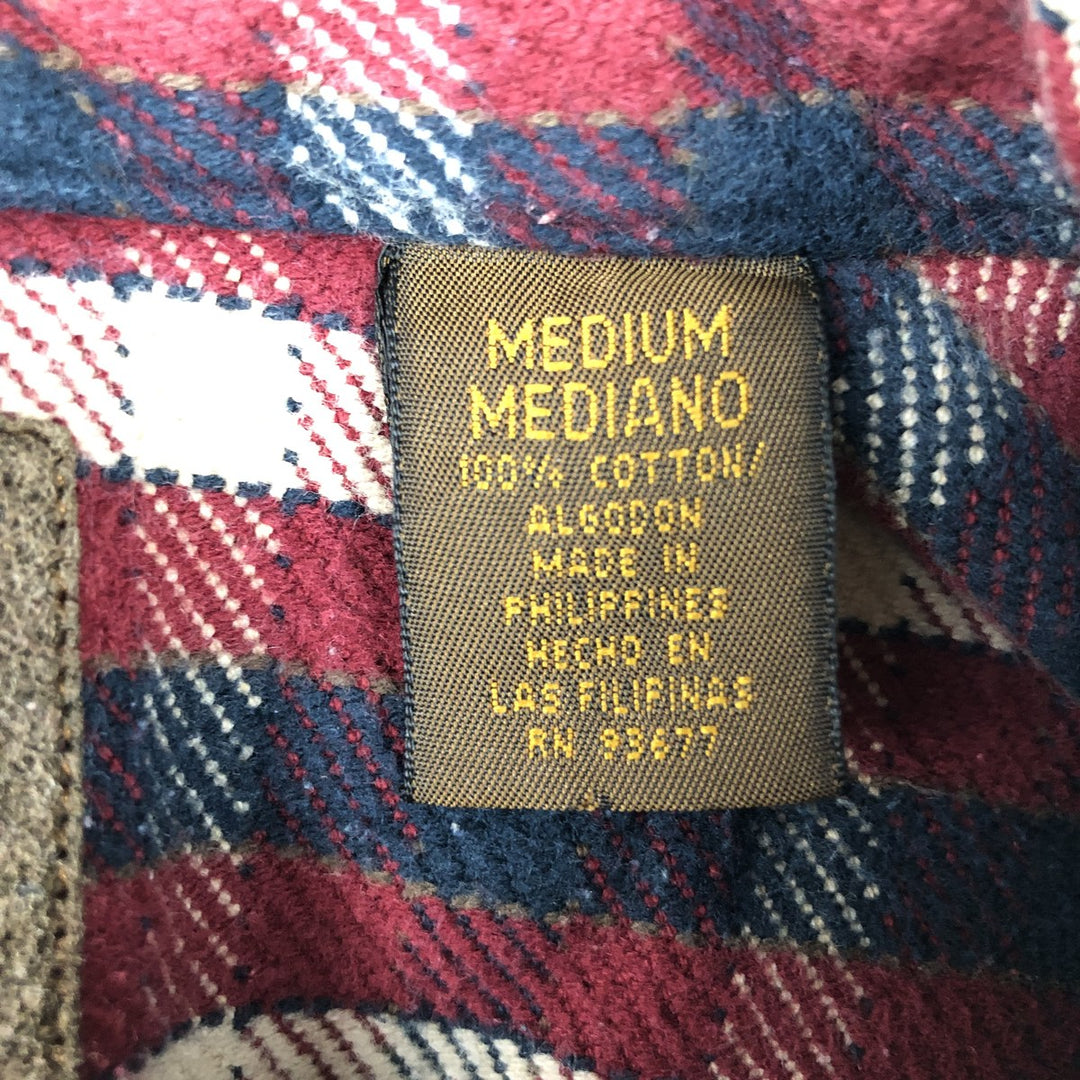 MEDIUM
MEDIANO
100% COTTON/
ALGODON
MADE IN
PHILIPPINES
HECHO EN
LAS FILIPINAS
RN 93677